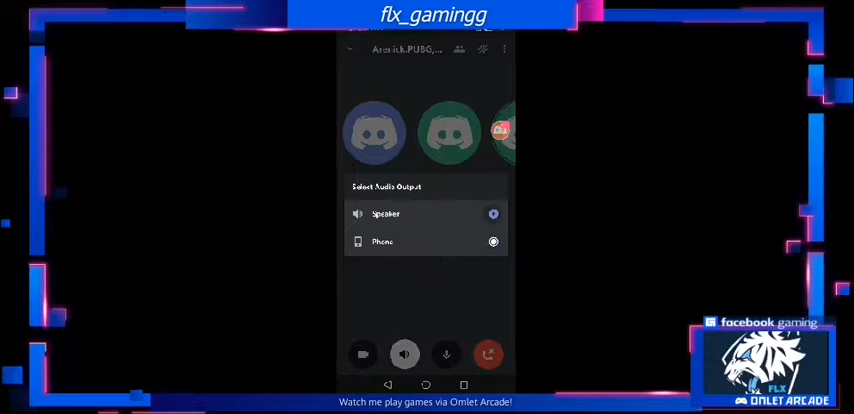 flx_gamingg
Select Audio Output
Speaker
Phone
facebook gaming
FLX
OMLET ARCADE
Watch me play games via Omlet Arcade!